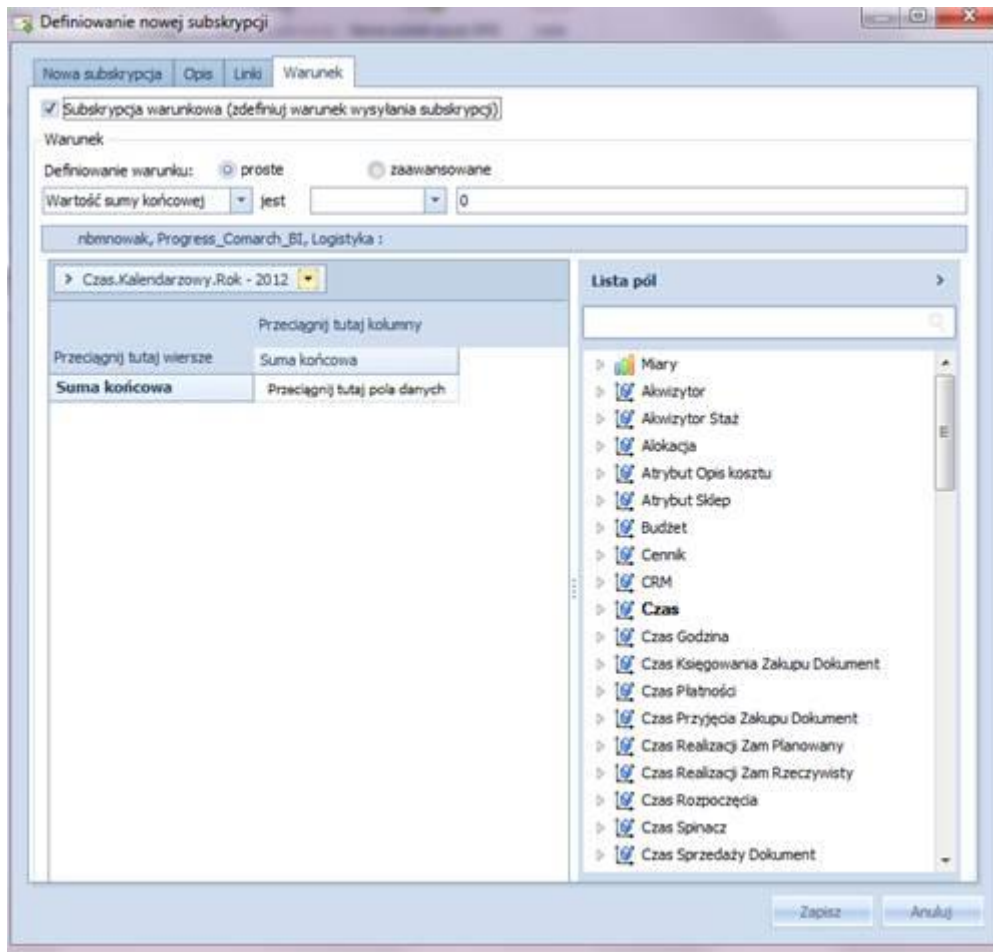 Definiowanie nowej subskrypcji
Nowa subskrypcja Opis Linki Warunek
Subskrypcja warunkowa (zdefiniuj warunek wysyłania subskrypcji)
Warunek
Definiowanie warunku: proste zaawansowane
Wartość sumy końcowej jest 0
nbmnowak, Progress_Comarch_BI, Logistyka :
Czas.Kalendarzowy.Rok - 2012
Przeciągnij tutaj kolumny
Przeciągnij tutaj wiersze Suma końcowa
Suma końcowa Przeciągnij tutaj pola danych
Lista pól
Miary
Akwizytor
Akwizytor Staż
Alokacja
Atrybut Opis kosztu
Atrybut Sklep
Budżet
Cennik
CRM
Czas
Czas Godzina
Czas Księgowania Zakupu Dokument
Czas Płatności
Czas Przyjęcia Zakupu Dokument
Czas Realizacji Zam Planowany
Czas Realizacji Zam Rzeczywisty
Czas Rozpoczęcia
Czas Spinacz
Czas Sprzedaży Dokument
Zapisz Anuluj